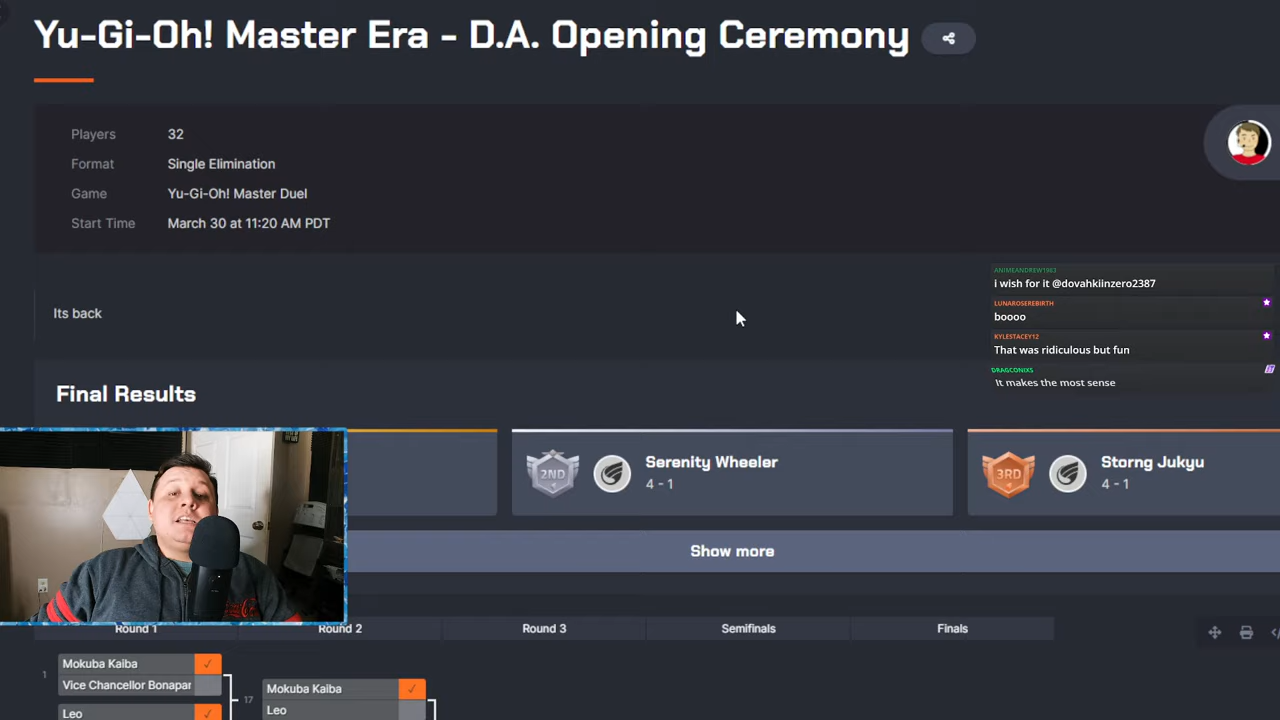 Yu-Gi-Oh! Master Era - D.A. Opening Ceremony
Players 32
Format Single Elimination
Game Yu-Gi-Oh! Master Duel
Start Time March 30 at 11:20 AM PDT
ANIMEANDREW1983
i wish for it @dovahkiinzero2387
LUNAROSEREBIRTH
boooo
KYLESTACEY12
That was ridiculous but fun
DRAGCONIXS
It makes the most sense
Its back
Final Results
2ND Serenity Wheeler
4 - 1
3RD Storng Jukyu
4 - 1
Show more
Round 1 Round 2 Round 3 Semifinals Finals
1 Mokuba Kaiba
Vice Chancellor Bonapar
17 Mokuba Kaiba
Leo
Leo